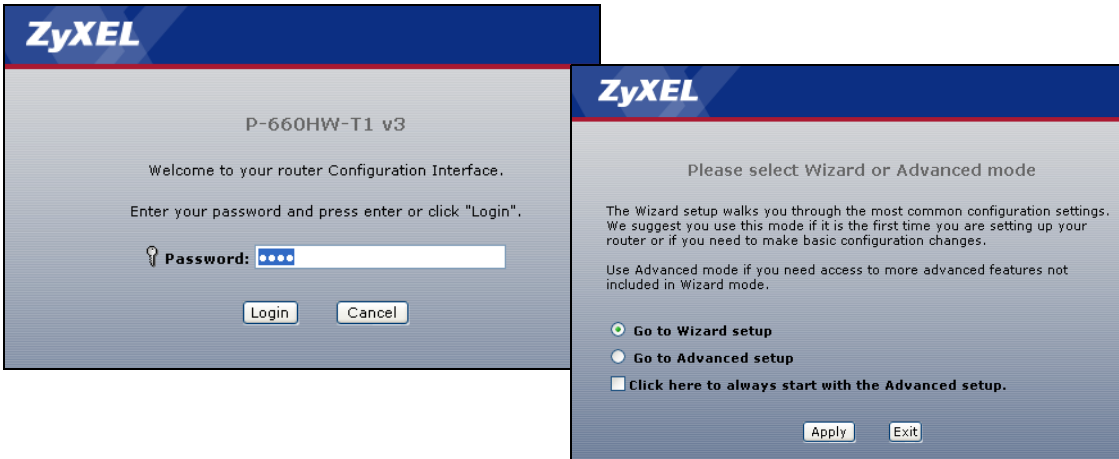 ZyXEL
P-660HW-T1 v3
Welcome to your router Configuration Interface.
Enter your password and press enter or click "Login".
Password: ••••
Login Cancel
ZyXEL
Please select Wizard or Advanced mode
The Wizard setup walks you through the most common configuration settings.
We suggest you use this mode if it is the first time you are setting up your
router or if you need to make basic configuration changes.
Use Advanced mode if you need access to more advanced features not
included in Wizard mode.
Go to Wizard setup
Go to Advanced setup
Click here to always start with the Advanced setup.
Apply Exit